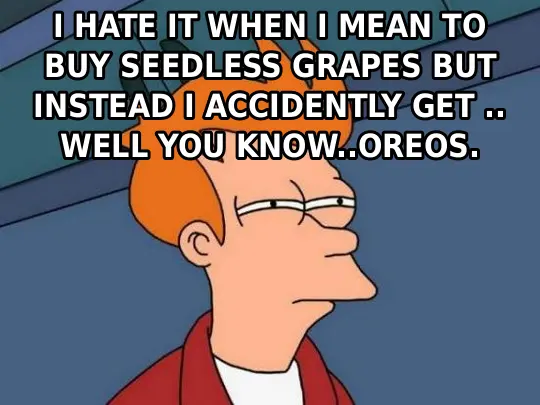 I HATE IT WHEN I MEAN TO
BUY SEEDLESS GRAPES BUT
INSTEAD I ACCIDENTLY GET ..
WELL YOU KNOW..OREOS.